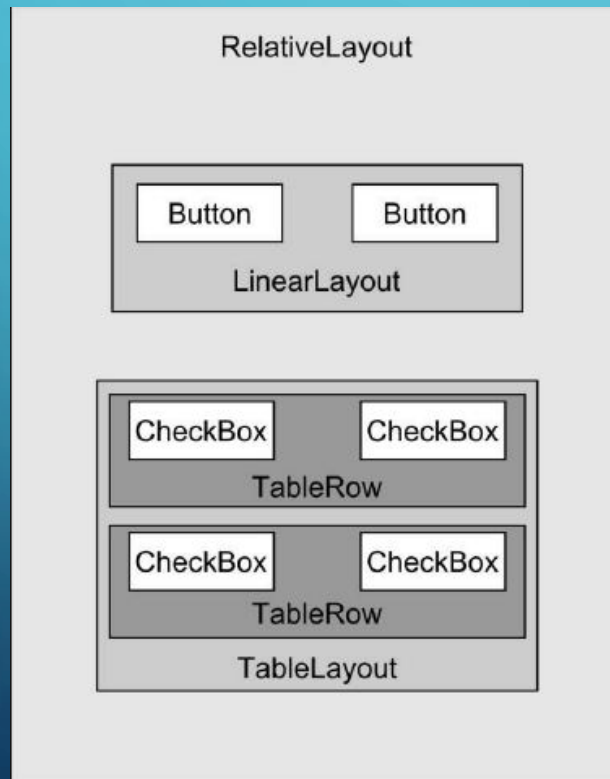 RelativeLayout
Button Button
LinearLayout
CheckBox CheckBox
TableRow
CheckBox CheckBox
TableRow
TableLayout